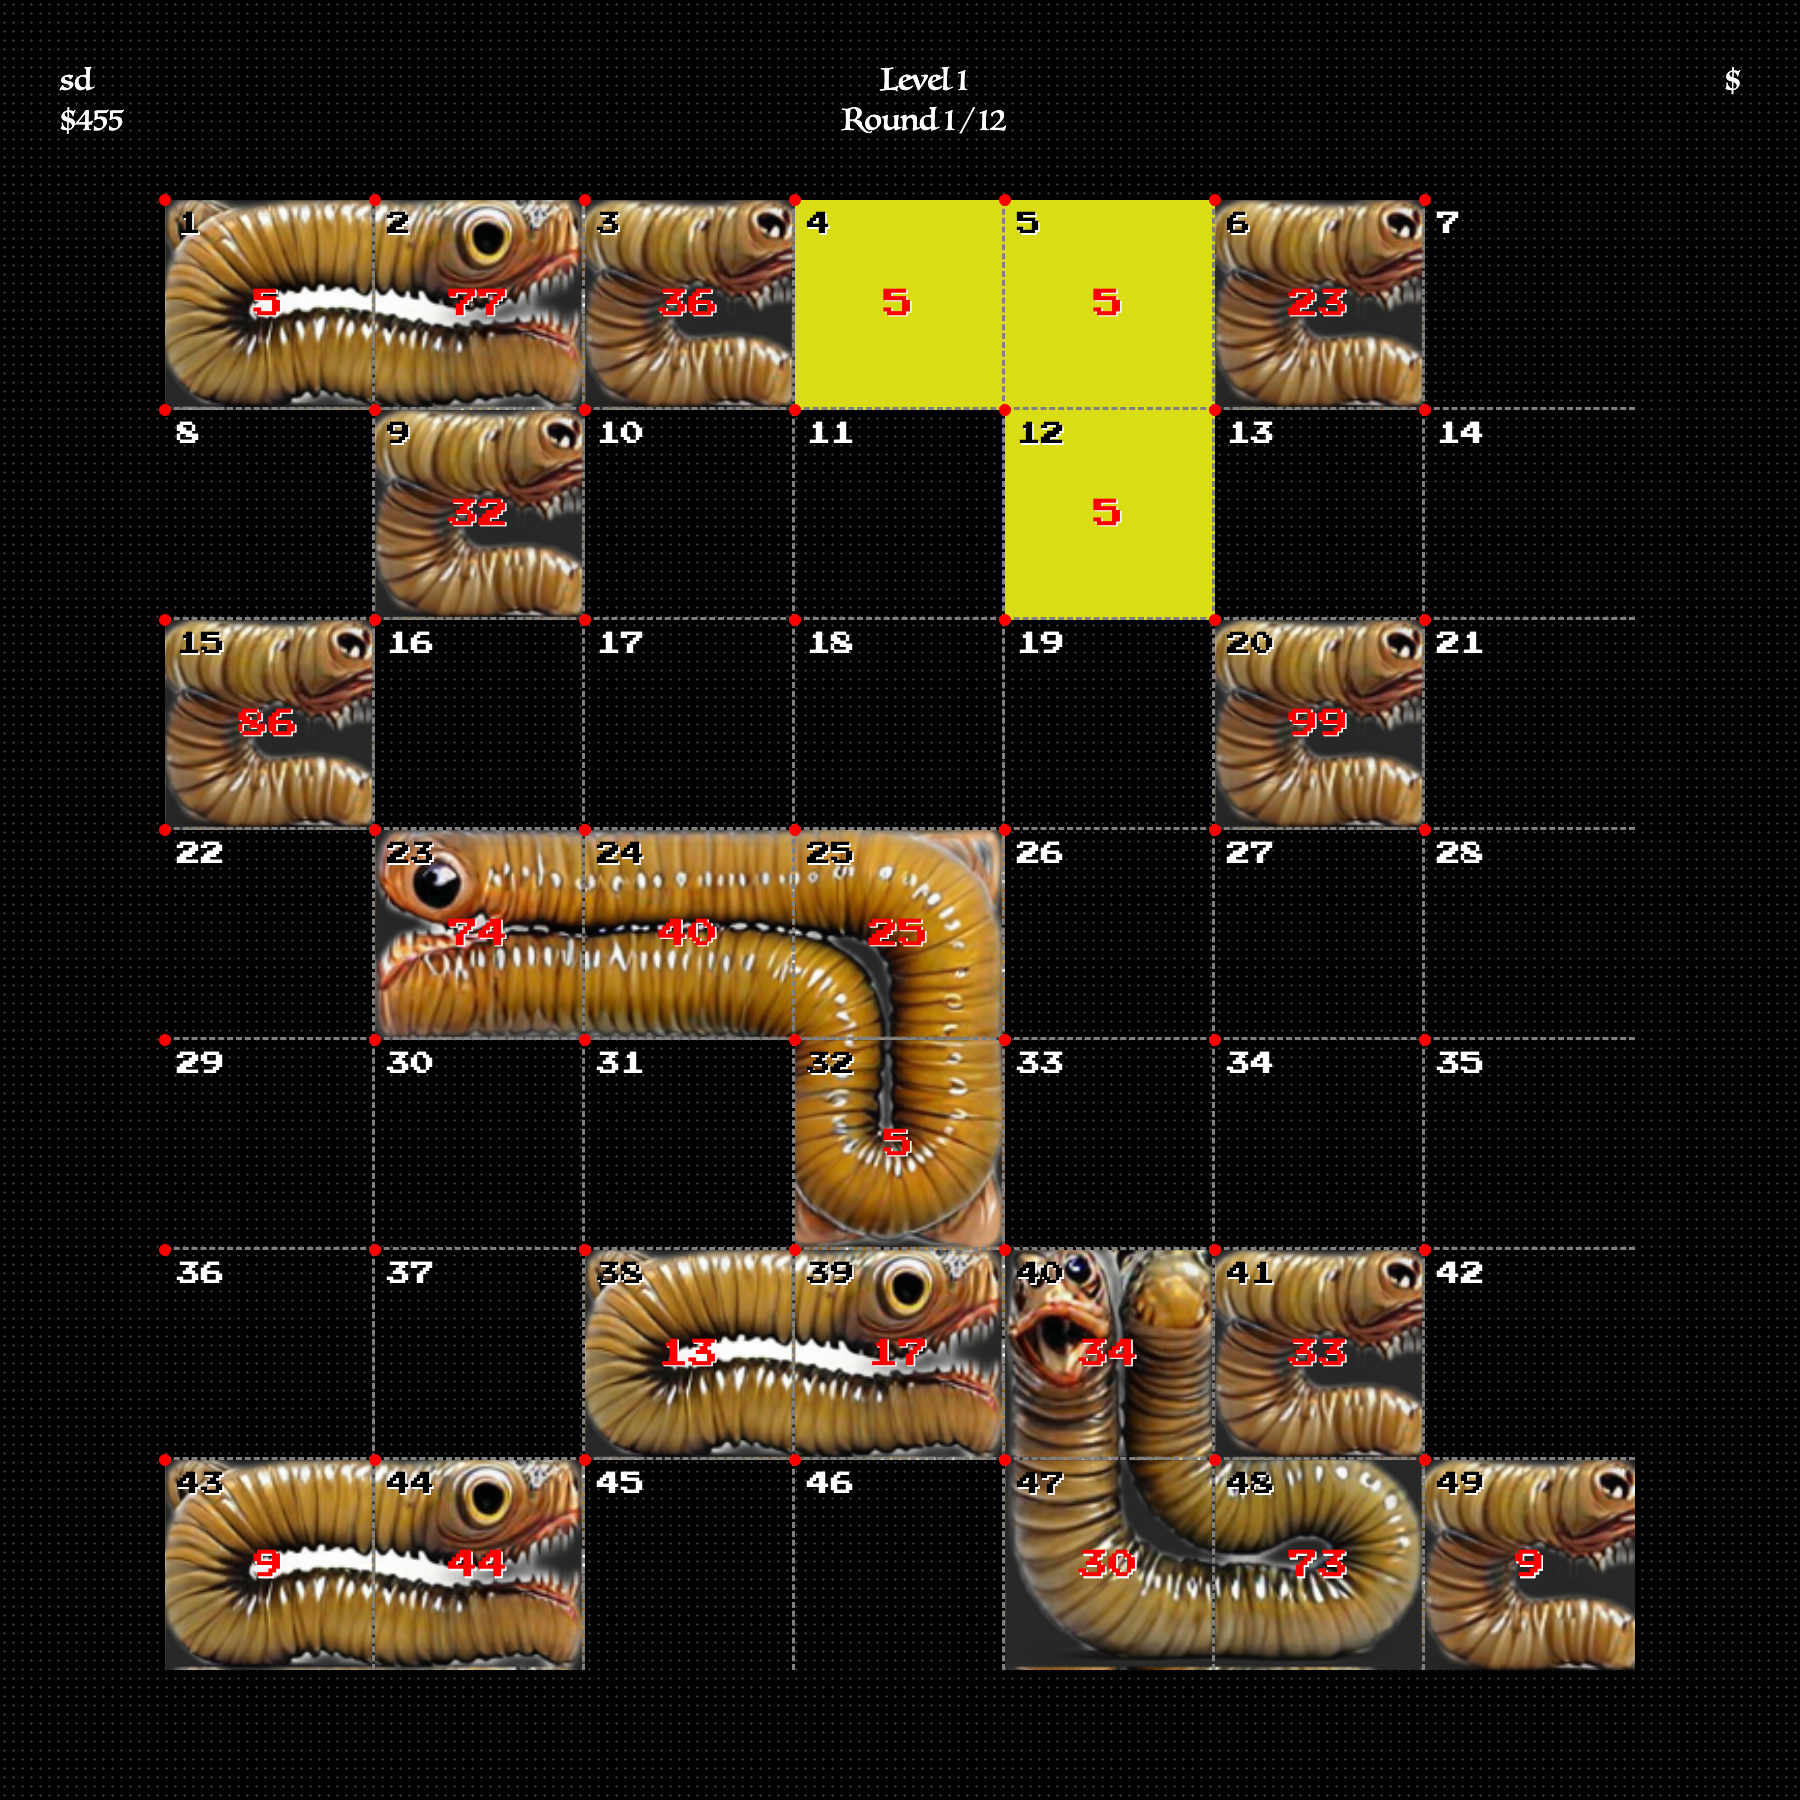 sd
Level 1
$
$455
Round 1/12
1 2 3 4 5 6 7
5 77 36 5 5 23
8 9 10 11 12 13 14
32 5
15 16 17 18 19 20 21
86 99
22 23 24 25 26 27 28
74 40 25
29 30 31 32 33 34 35
5
36 37 38 39 40 41 42
13 17 34 33
43 44 45 46 47 48 49
9 44 30 73 9